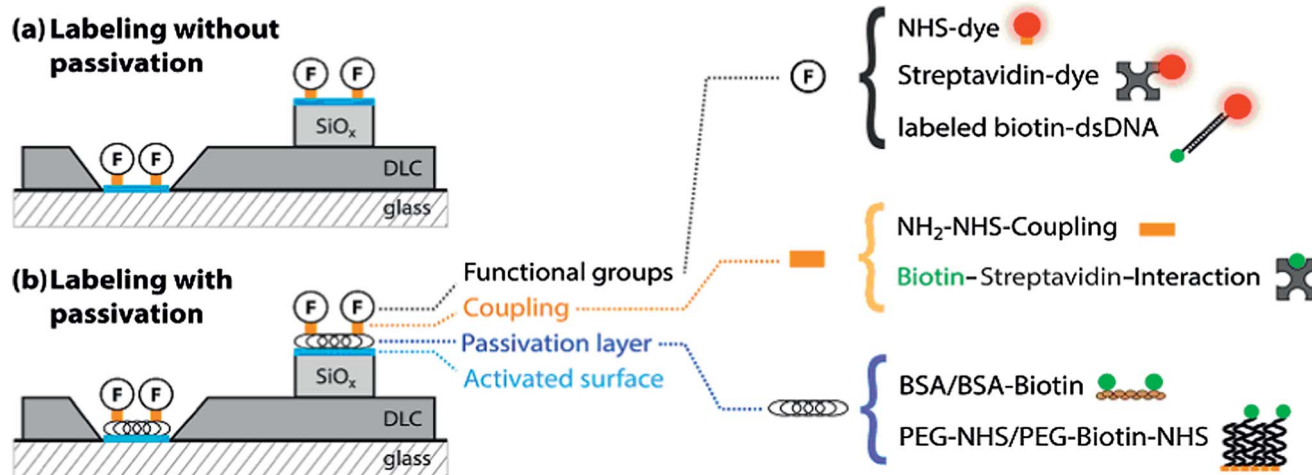 (a) Labeling without
passivation
F F
SiOₓ
F F
DLC
glass
(b) Labeling with
passivation
F F
SiOₓ
F F
DLC
glass
Functional groups
Coupling
Passivation layer
Activated surface
F
NHS-dye
Streptavidin-dye
labeled biotin-dsDNA
NH₂-NHS-Coupling
Biotin–Streptavidin–Interaction
BSA/BSA-Biotin
PEG-NHS/PEG-Biotin-NHS